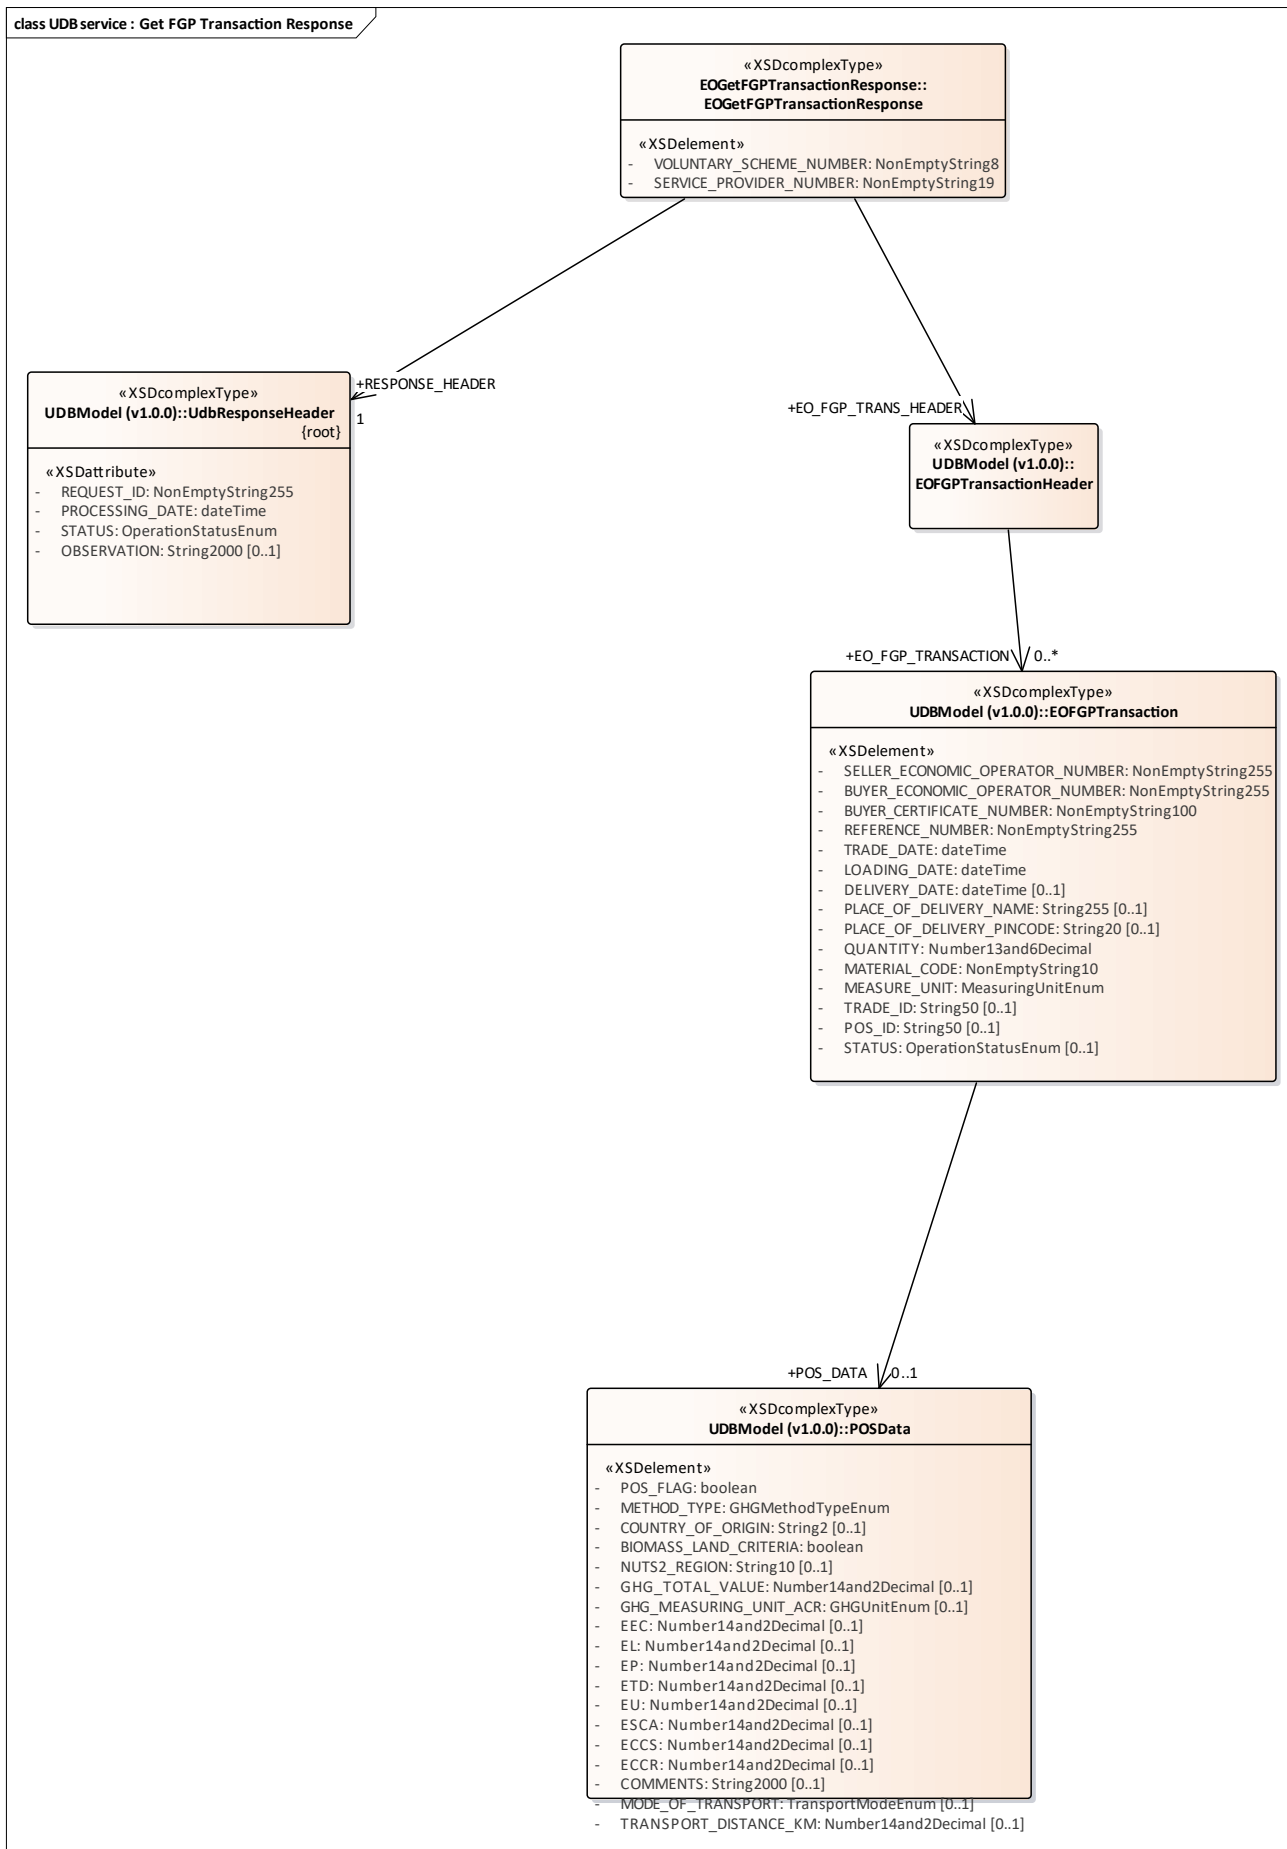 class UDB service : Get FGP Transaction Response
«XSDcomplexType»
EOGetFGPTransactionResponse::
EOGetFGPTransactionResponse
«XSDelement»
- VOLUNTARY_SCHEME_NUMBER: NonEmptyString8
- SERVICE_PROVIDER_NUMBER: NonEmptyString19
+RESPONSE_HEADER
1
«XSDcomplexType»
UDBModel (v1.0.0)::UdbResponseHeader
{root}
«XSDattribute»
- REQUEST_ID: NonEmptyString255
- PROCESSING_DATE: dateTime
- STATUS: OperationStatusEnum
- OBSERVATION: String2000 [0..1]
+EO_FGP_TRANS_HEADER
«XSDcomplexType»
UDBModel (v1.0.0)::
EOFGPTransactionHeader
+EO_FGP_TRANSACTION
0..*
«XSDcomplexType»
UDBModel (v1.0.0)::EOFGPTransaction
«XSDelement»
- SELLER_ECONOMIC_OPERATOR_NUMBER: NonEmptyString255
- BUYER_ECONOMIC_OPERATOR_NUMBER: NonEmptyString255
- BUYER_CERTIFICATE_NUMBER: NonEmptyString100
- REFERENCE_NUMBER: NonEmptyString255
- TRADE_DATE: dateTime
- LOADING_DATE: dateTime
- DELIVERY_DATE: dateTime [0..1]
- PLACE_OF_DELIVERY_NAME: String255 [0..1]
- PLACE_OF_DELIVERY_PINCODE: String20 [0..1]
- QUANTITY: Number13and6Decimal
- MATERIAL_CODE: NonEmptyString10
- MEASURE_UNIT: MeasuringUnitEnum
- TRADE_ID: String50 [0..1]
- POS_ID: String50 [0..1]
- STATUS: OperationStatusEnum [0..1]
+POS_DATA
0..1
«XSDcomplexType»
UDBModel (v1.0.0)::POSData
«XSDelement»
- POS_FLAG: boolean
- METHOD_TYPE: GHGMethodTypeEnum
- COUNTRY_OF_ORIGIN: String2 [0..1]
- BIOMASS_LAND_CRITERIA: boolean
- NUTS2_REGION: String10 [0..1]
- GHG_TOTAL_VALUE: Number14and2Decimal [0..1]
- GHG_MEASURING_UNIT_ACR: GHGUnitEnum [0..1]
- EEC: Number14and2Decimal [0..1]
- EL: Number14and2Decimal [0..1]
- EP: Number14and2Decimal [0..1]
- ETD: Number14and2Decimal [0..1]
- EU: Number14and2Decimal [0..1]
- ESCA: Number14and2Decimal [0..1]
- ECCS: Number14and2Decimal [0..1]
- ECCR: Number14and2Decimal [0..1]
- COMMENTS: String2000 [0..1]
- MODE_OF_TRANSPORT: TransportModeEnum [0..1]
- TRANSPORT_DISTANCE_KM: Number14and2Decimal [0..1]